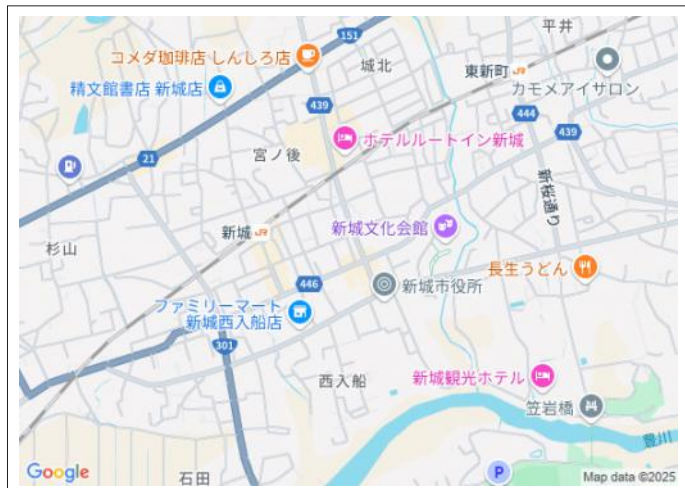 151
平井
コメダ珈琲店 しんしろ店
城北
東新町 JR
精文館書店 新城店
カモメアイサロン
439
444
439
ホテルルートイン新城
21
宮ノ後
新桜通り
新城文化会館
新城 JR
杉山
長生うどん
446
新城市役所
ファミリーマート
新城西入船店
301
西入船
新城観光ホテル
笠岩橋
豊川
Google
石田
P
Map data ©2025